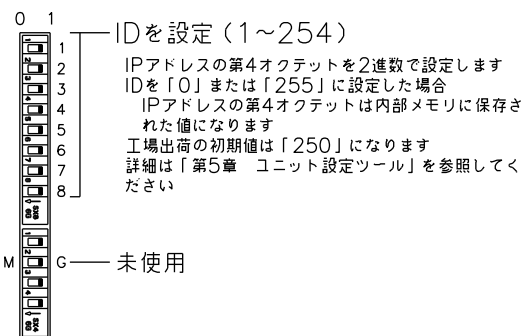 0 1
IDを設定（1～254）
IPアドレスの第4オクテットを2進数で設定します
IDを「0」または「255」に設定した場合
IPアドレスの第4オクテットは内部メモリに保存さ
れた値になります
工場出荷の初期値は「250」になります
詳細は「第5章　ユニット設定ツール」を参照してく
ださい
1
2
3
4
5
6
7
8
M
G
未使用